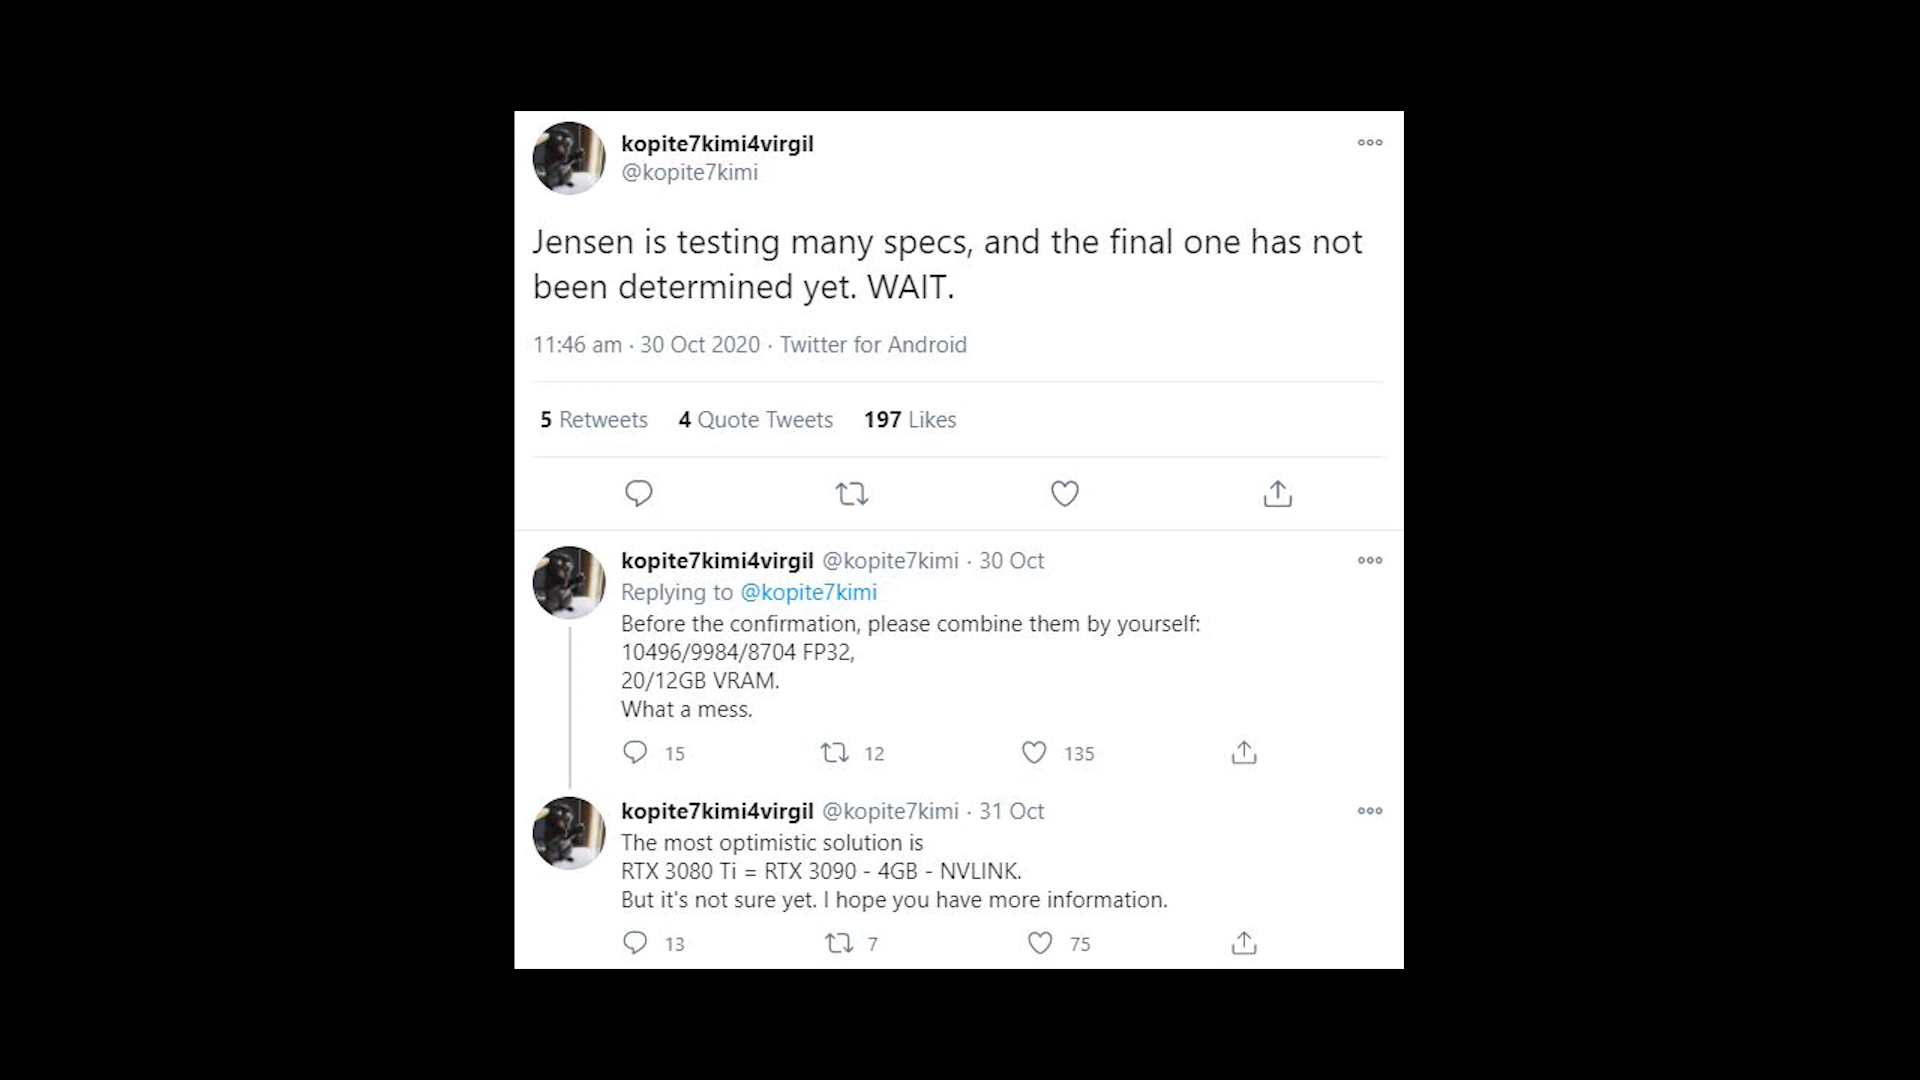 kopite7kimi4virgil
@kopite7kimi
Jensen is testing many specs, and the final one has not
been determined yet. WAIT.
11:46 am · 30 Oct 2020 · Twitter for Android
5 Retweets 4 Quote Tweets 197 Likes
kopite7kimi4virgil @kopite7kimi · 30 Oct
Replying to @kopite7kimi
Before the confirmation, please combine them by yourself:
10496/9984/8704 FP32,
20/12GB VRAM.
What a mess.
15 12 135
kopite7kimi4virgil @kopite7kimi · 31 Oct
The most optimistic solution is
RTX 3080 Ti = RTX 3090 - 4GB - NVLINK.
But it's not sure yet. I hope you have more information.
13 7 75